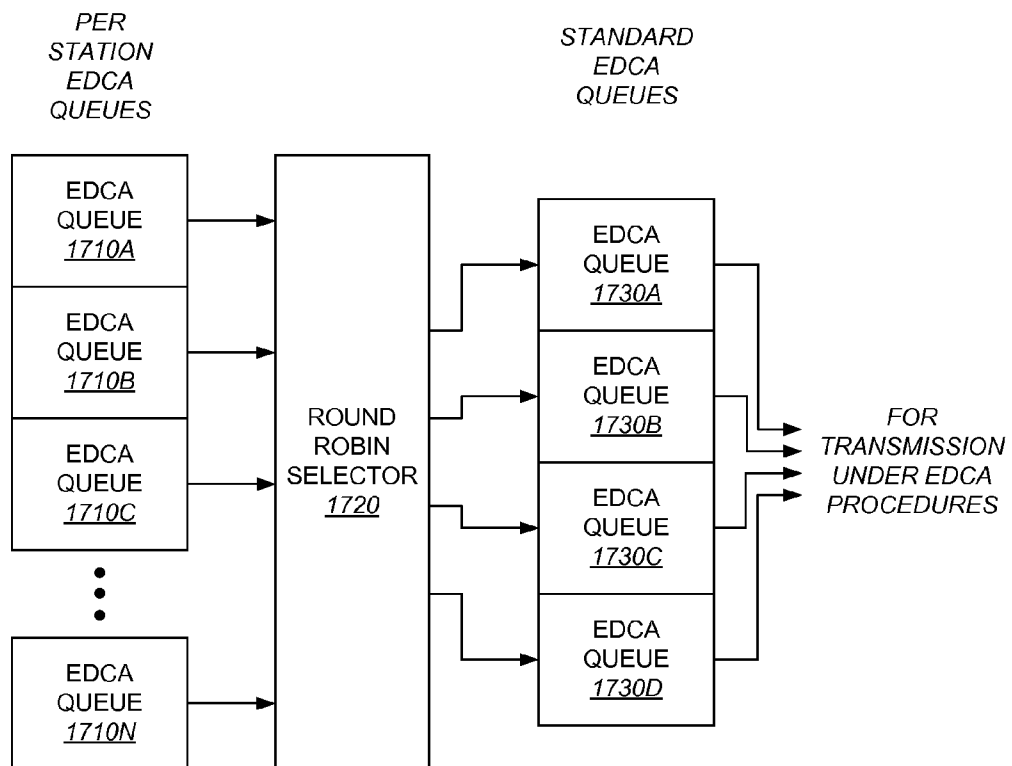 PER
STATION
EDCA
QUEUES
STANDARD
EDCA
QUEUES
EDCA
QUEUE
1710A
EDCA
QUEUE
1710B
EDCA
QUEUE
1710C
EDCA
QUEUE
1710N
ROUND
ROBIN
SELECTOR
1720
EDCA
QUEUE
1730A
EDCA
QUEUE
1730B
EDCA
QUEUE
1730C
EDCA
QUEUE
1730D
FOR
TRANSMISSION
UNDER EDCA
PROCEDURES